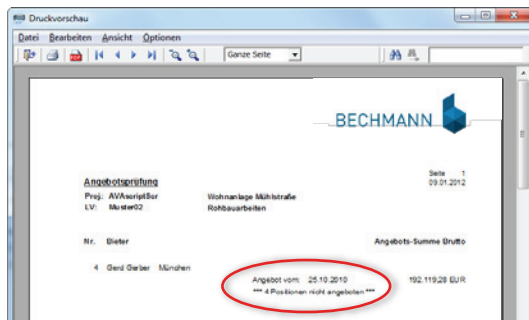 Druckvorschau
Datei Bearbeiten Ansicht Optionen
Ganze Seite
BECHMANN
Seite 1
Angebotsprüfung 09.01.2012
Proj: AVAscriptSer Wohnanlage Mühlstraße
LV: Muster02 Rohbauarbeiten
Nr. Bieter Angebots-Summe Brutto
4 Gerd Gerber München
Angebot vom: 25.10.2010 192.119,28 EUR
*** 4 Positionen nicht angeboten ***